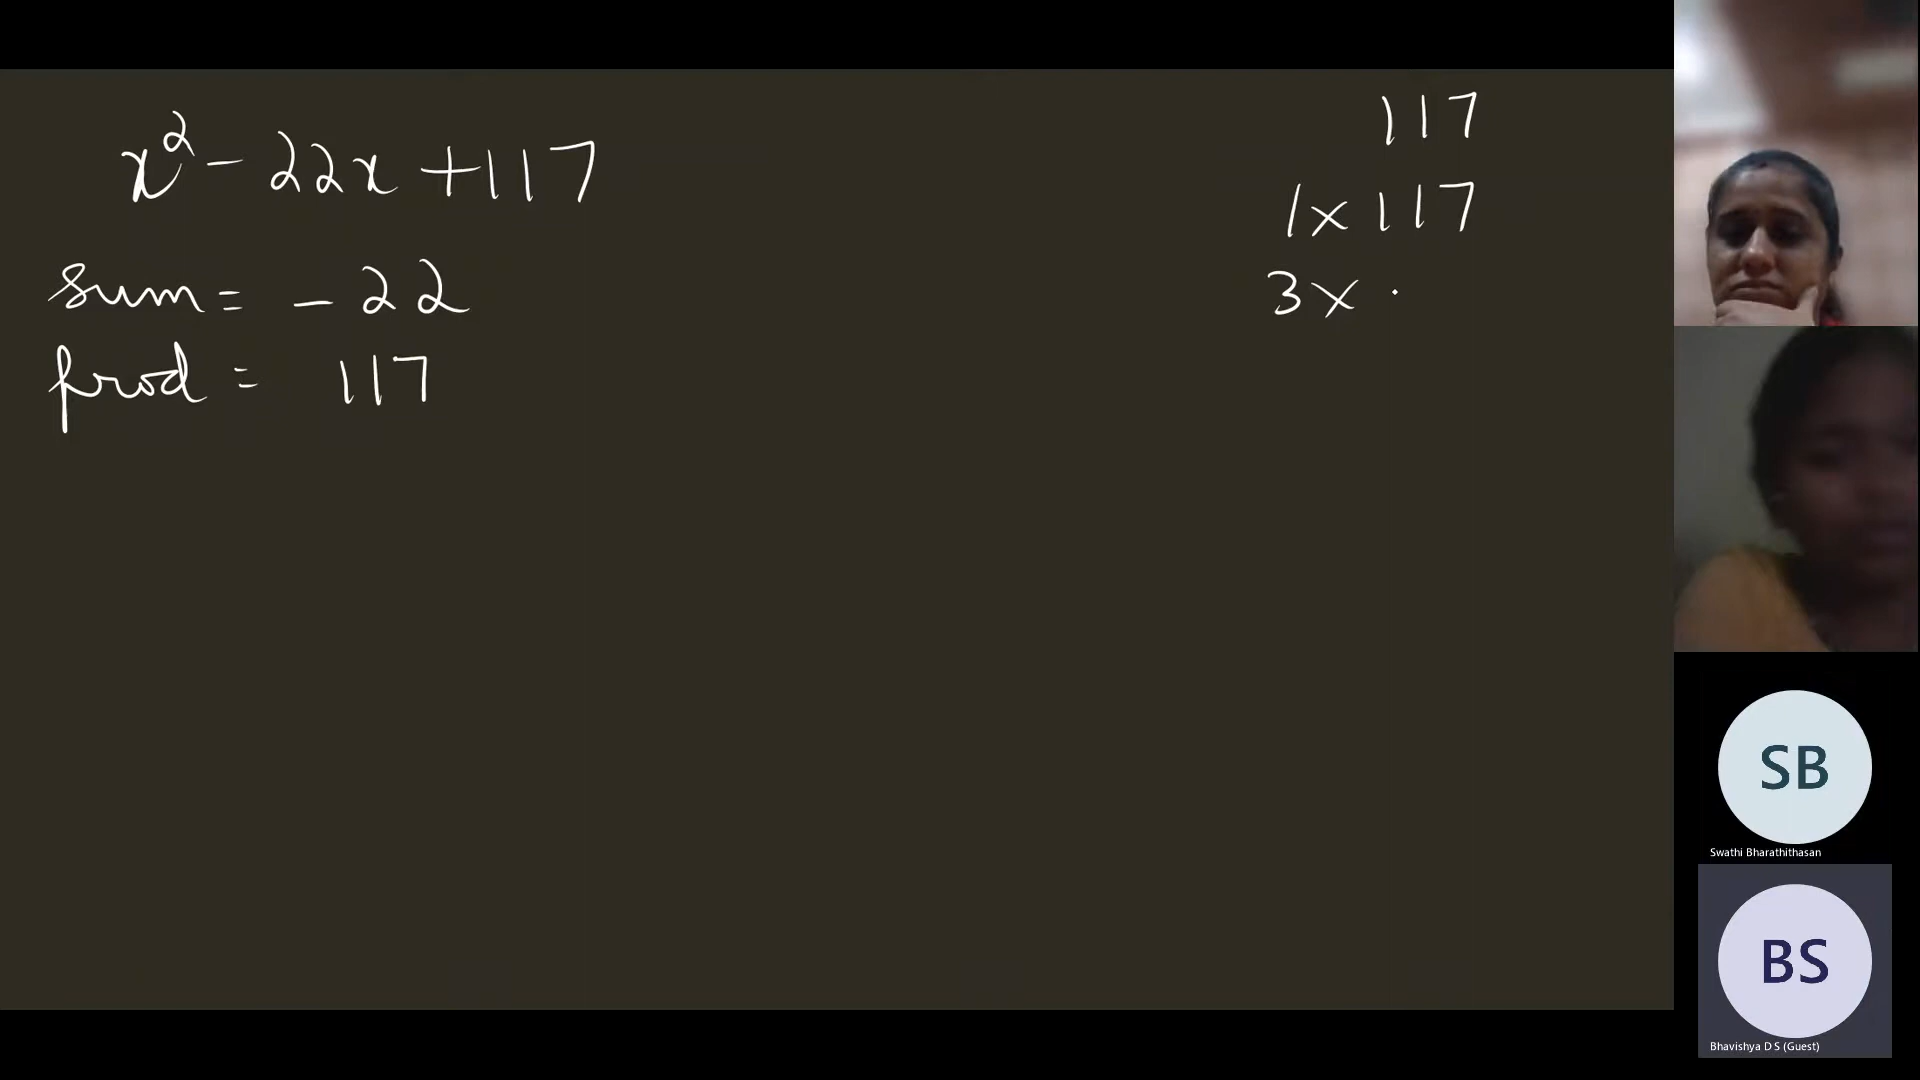 x² - 22x + 117
sum = - 22
prod = 117
117
1 x 117
3 x .
SB
Swathi Bharathithasan
BS
Bhavishya D S (Guest)